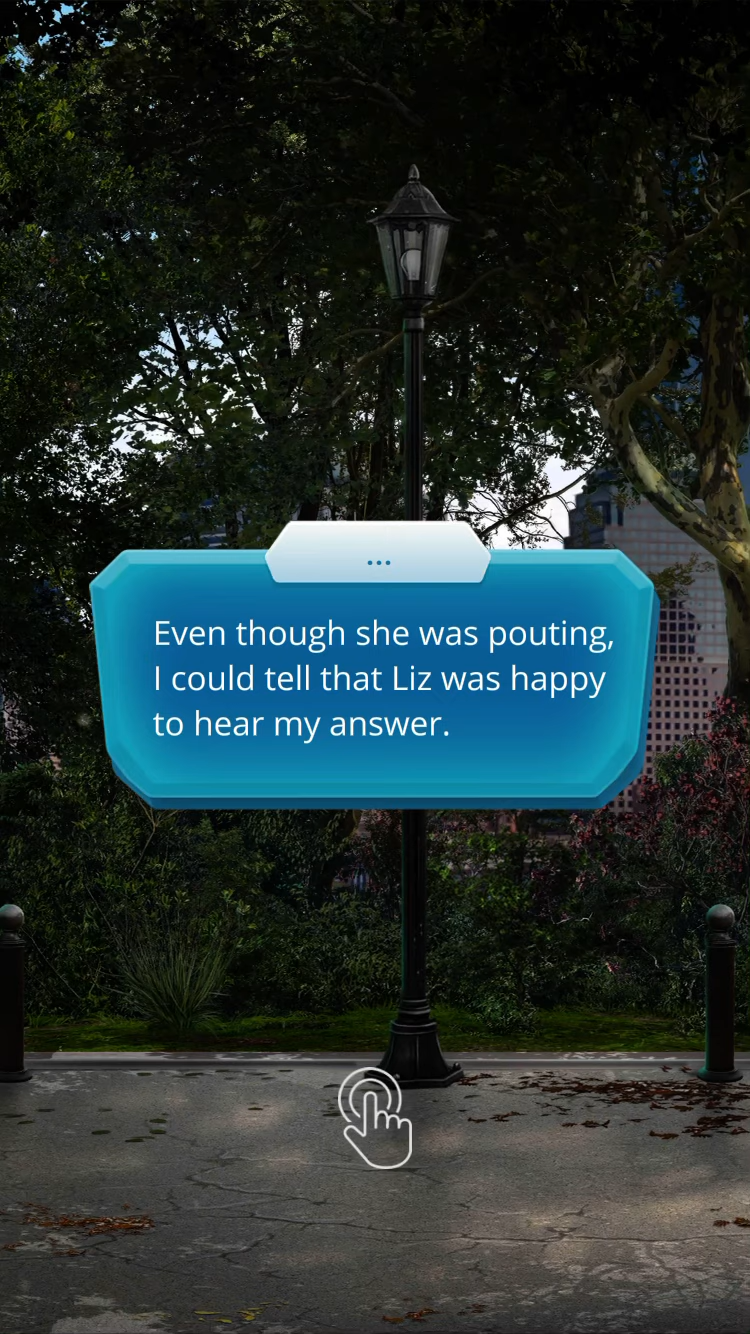 ...
Even though she was pouting,
I could tell that Liz was happy
to hear my answer.